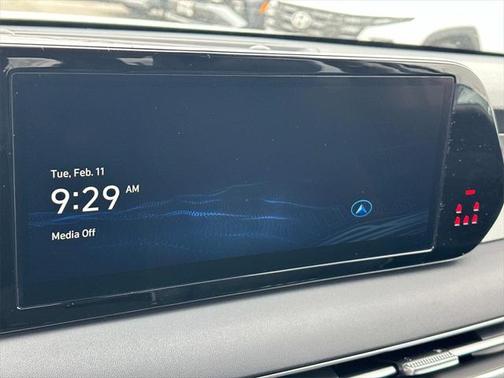 Tue, Feb. 11
9:29 AM
Media Off